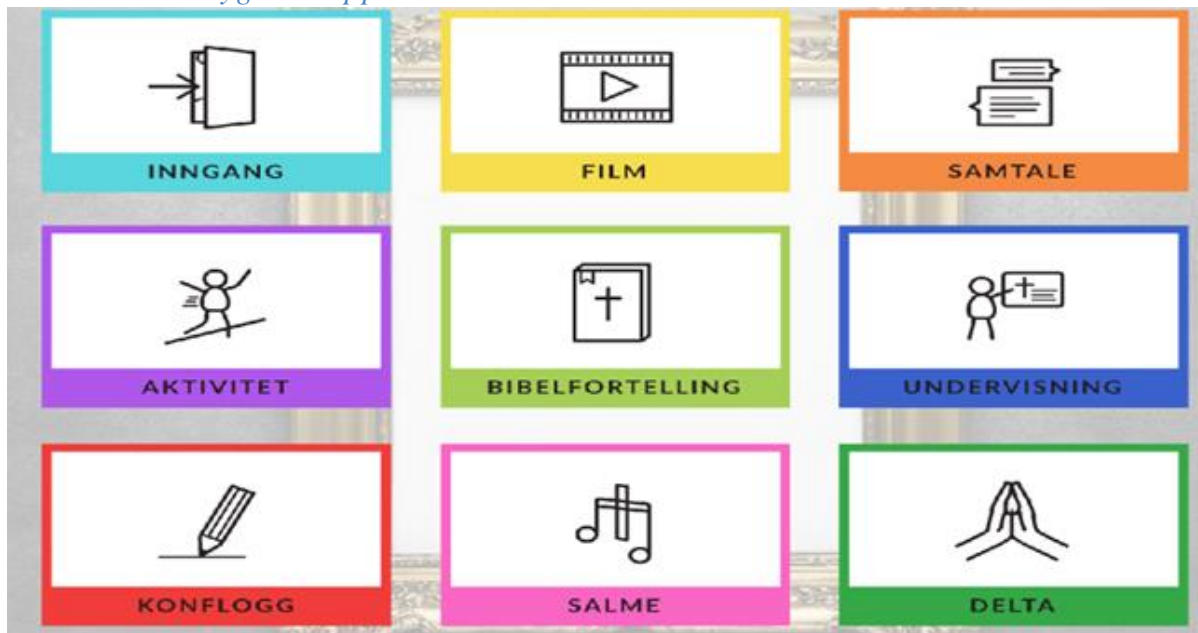 INNGANG
FILM
SAMTALE
AKTIVITET
BIBELFORTELLING
UNDERVISNING
KONFLOGG
SALME
DELTA